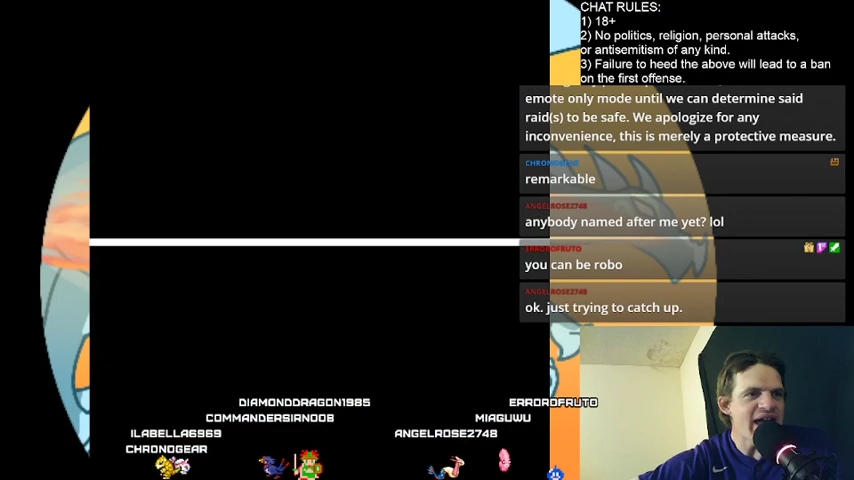 CHAT RULES:
1) 18+
2) No politics, religion, personal attacks,
or antisemitism of any kind.
3) Failure to heed the above will lead to a ban
on the first offense.
emote only mode until we can determine said
raid(s) to be safe. We apologize for any
inconvenience, this is merely a protective measure.
CHRONOGEAR
remarkable
ANGELROSE2748
anybody named after me yet? lol
ERROROFRUTO
you can be robo
ANGELROSE2748
ok. just trying to catch up.
DIAMONDDRAGON1985
ERROROFRUTO
COMMANDERSIRNOOB
MIAGUWU
ILABELLA6969
ANGELROSE2748
CHRONOGEAR